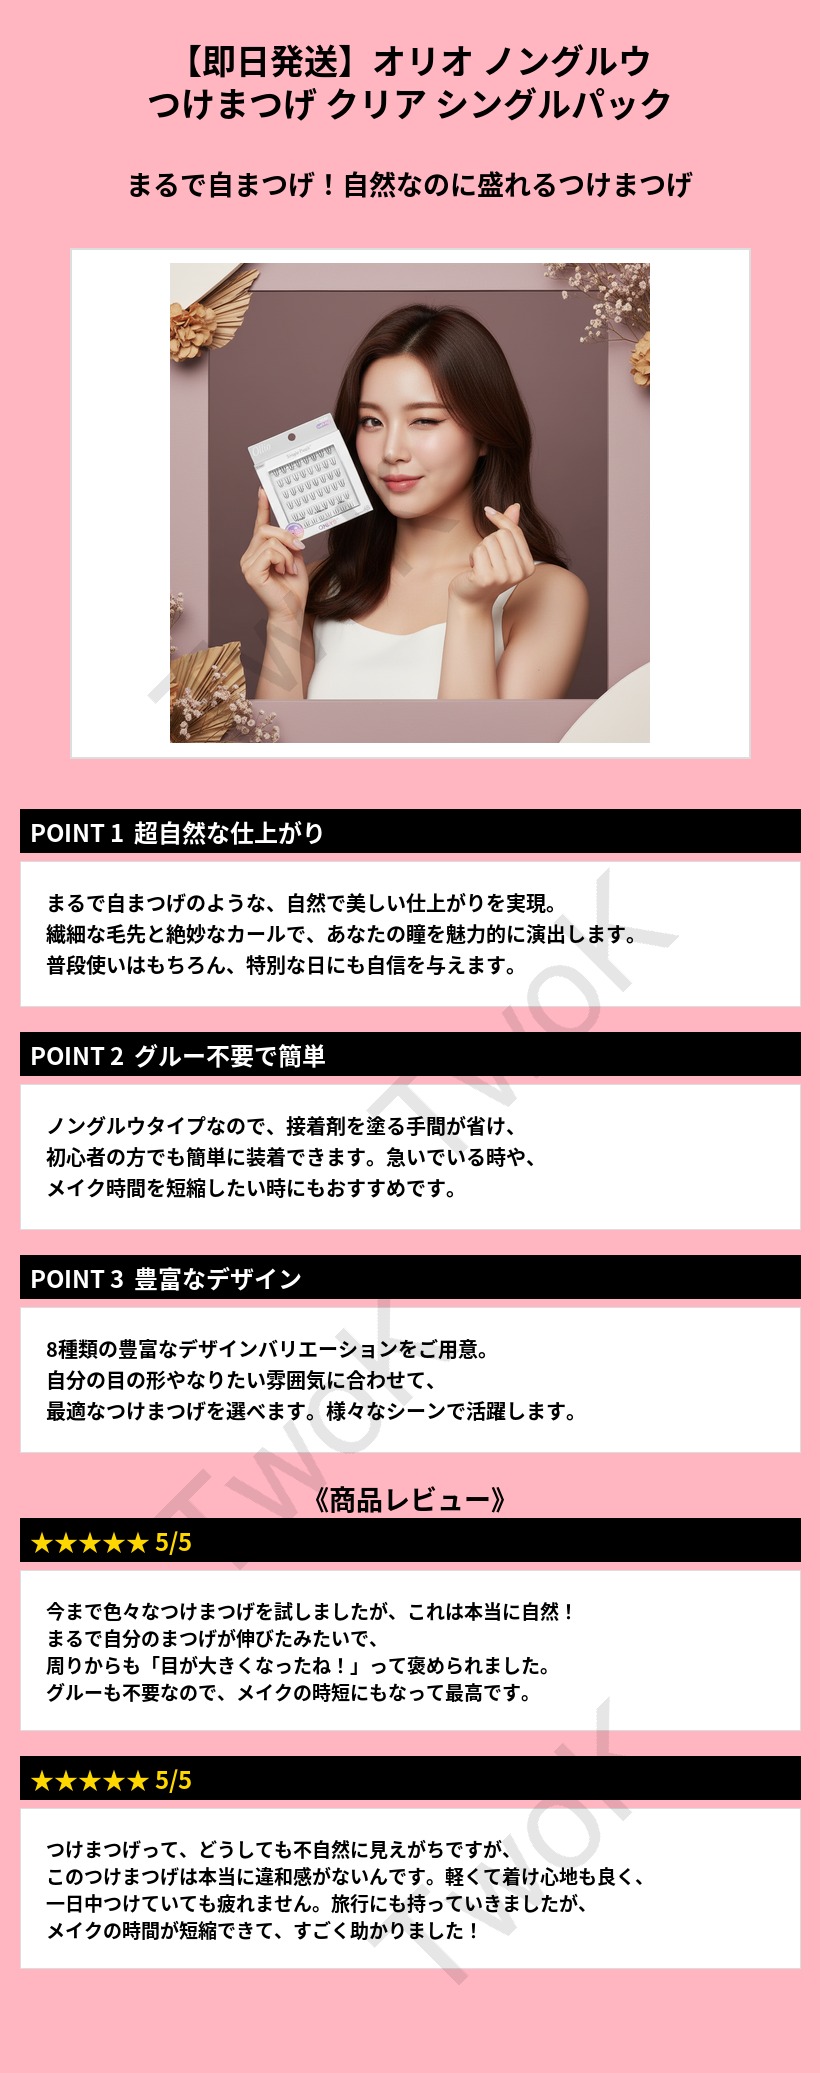 【即日発送】オリオ ノングルウ
つけまつげ クリア シングルパック
まるで自まつげ！自然なのに盛れるつけまつげ
POINT 1 超自然な仕上がり
まるで自まつげのような、自然で美しい仕上がりを実現。
繊細な毛先と絶妙なカールで、あなたの瞳を魅力的に演出します。
普段使いはもちろん、特別な日にも自信を与えます。
POINT 2 グルー不要で簡単
ノングルウタイプなので、接着剤を塗る手間が省け、
初心者の方でも簡単に装着できます。急いでいる時や、
メイク時間を短縮したい時にもおすすめです。
POINT 3 豊富なデザイン
8種類の豊富なデザインバリエーションをご用意。
自分の目の形やなりたい雰囲気に合わせて、
最適なつけまつげを選べます。様々なシーンで活躍します。
《商品レビュー》
★★★★★ 5/5
今まで色々なつけまつげを試しましたが、これは本当に自然！
まるで自分のまつげが伸びたみたいで、
周りからも「目が大きくなったね！」って褒められました。
グルーも不要なので、メイクの時短にもなって最高です。
★★★★★ 5/5
つけまつげって、どうしても不自然に見えがちですが、
このつけまつげは本当に違和感がないんです。軽くて着け心地も良く、
一日中つけていても疲れません。旅行にも持っていきましたが、
メイクの時間が短縮できて、すごく助かりました！
TwoK
TwoK
TwoK
TwoK